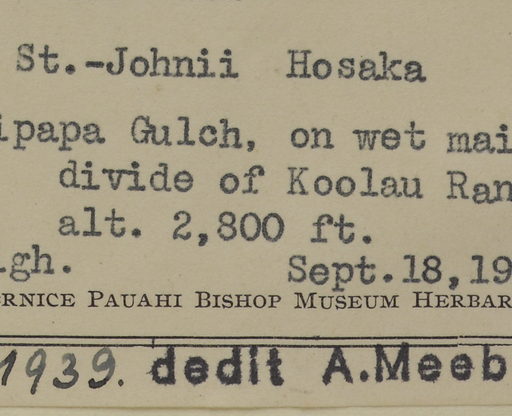 St.-Johnii Hosaka
ipapa Gulch, on wet mai
divide of Koolau Ran
alt. 2,800 ft.
gh. Sept.18,19
ERNICE PAUAHI BISHOP MUSEUM HERBAR
1939. dedit A.Meeb